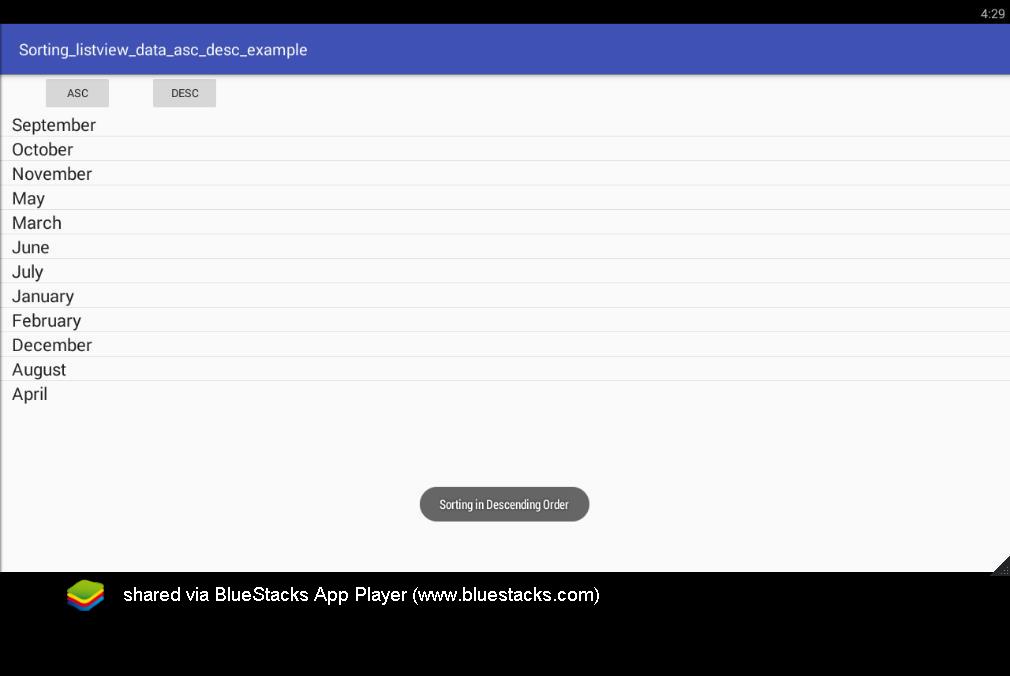 4:29
Sorting_listview_data_asc_desc_example
ASC DESC
September
October
November
May
March
June
July
January
February
December
August
April
Sorting in Descending Order
shared via BlueStacks App Player (www.bluestacks.com)